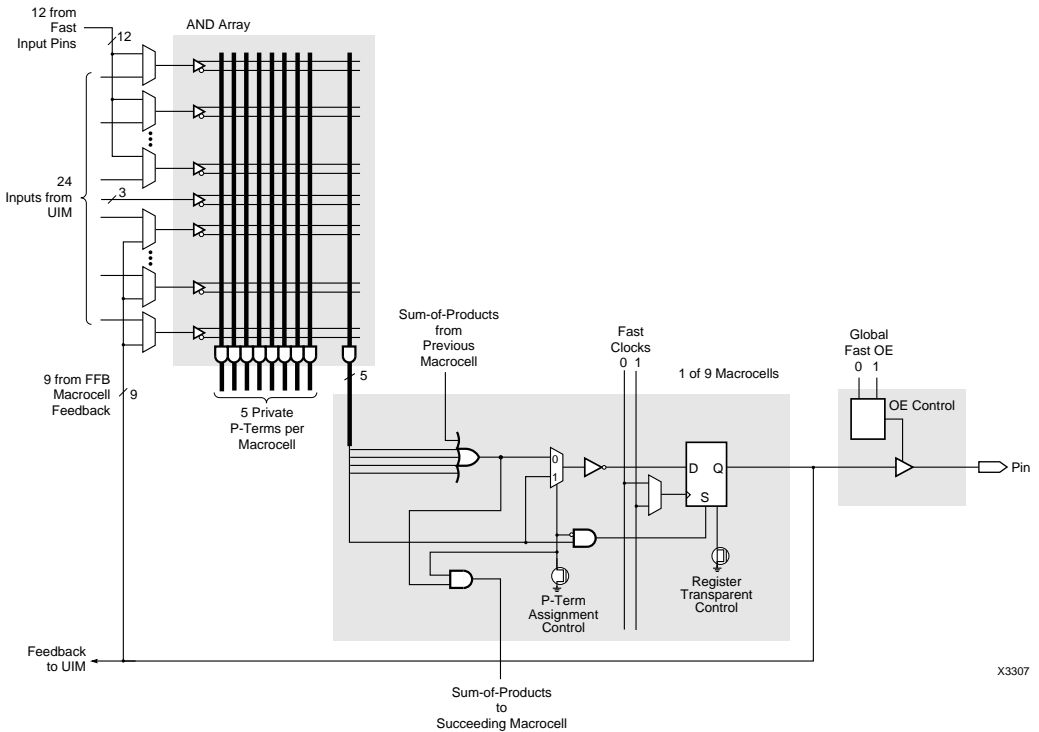 12 from
Fast
Input Pins
12
AND Array
24
Inputs from
UIM
3
9 from FFB
Macrocell
Feedback
9
5 Private
P-Terms per
Macrocell
5
Sum-of-Products
from
Previous
Macrocell
Fast
Clocks
0 1
1 of 9 Macrocells
Global
Fast OE
0 1
OE Control
0
1
D Q
S
Pin
P-Term
Assignment
Control
Register
Transparent
Control
Feedback
to UIM
Sum-of-Products
to
Succeeding Macrocell
X3307